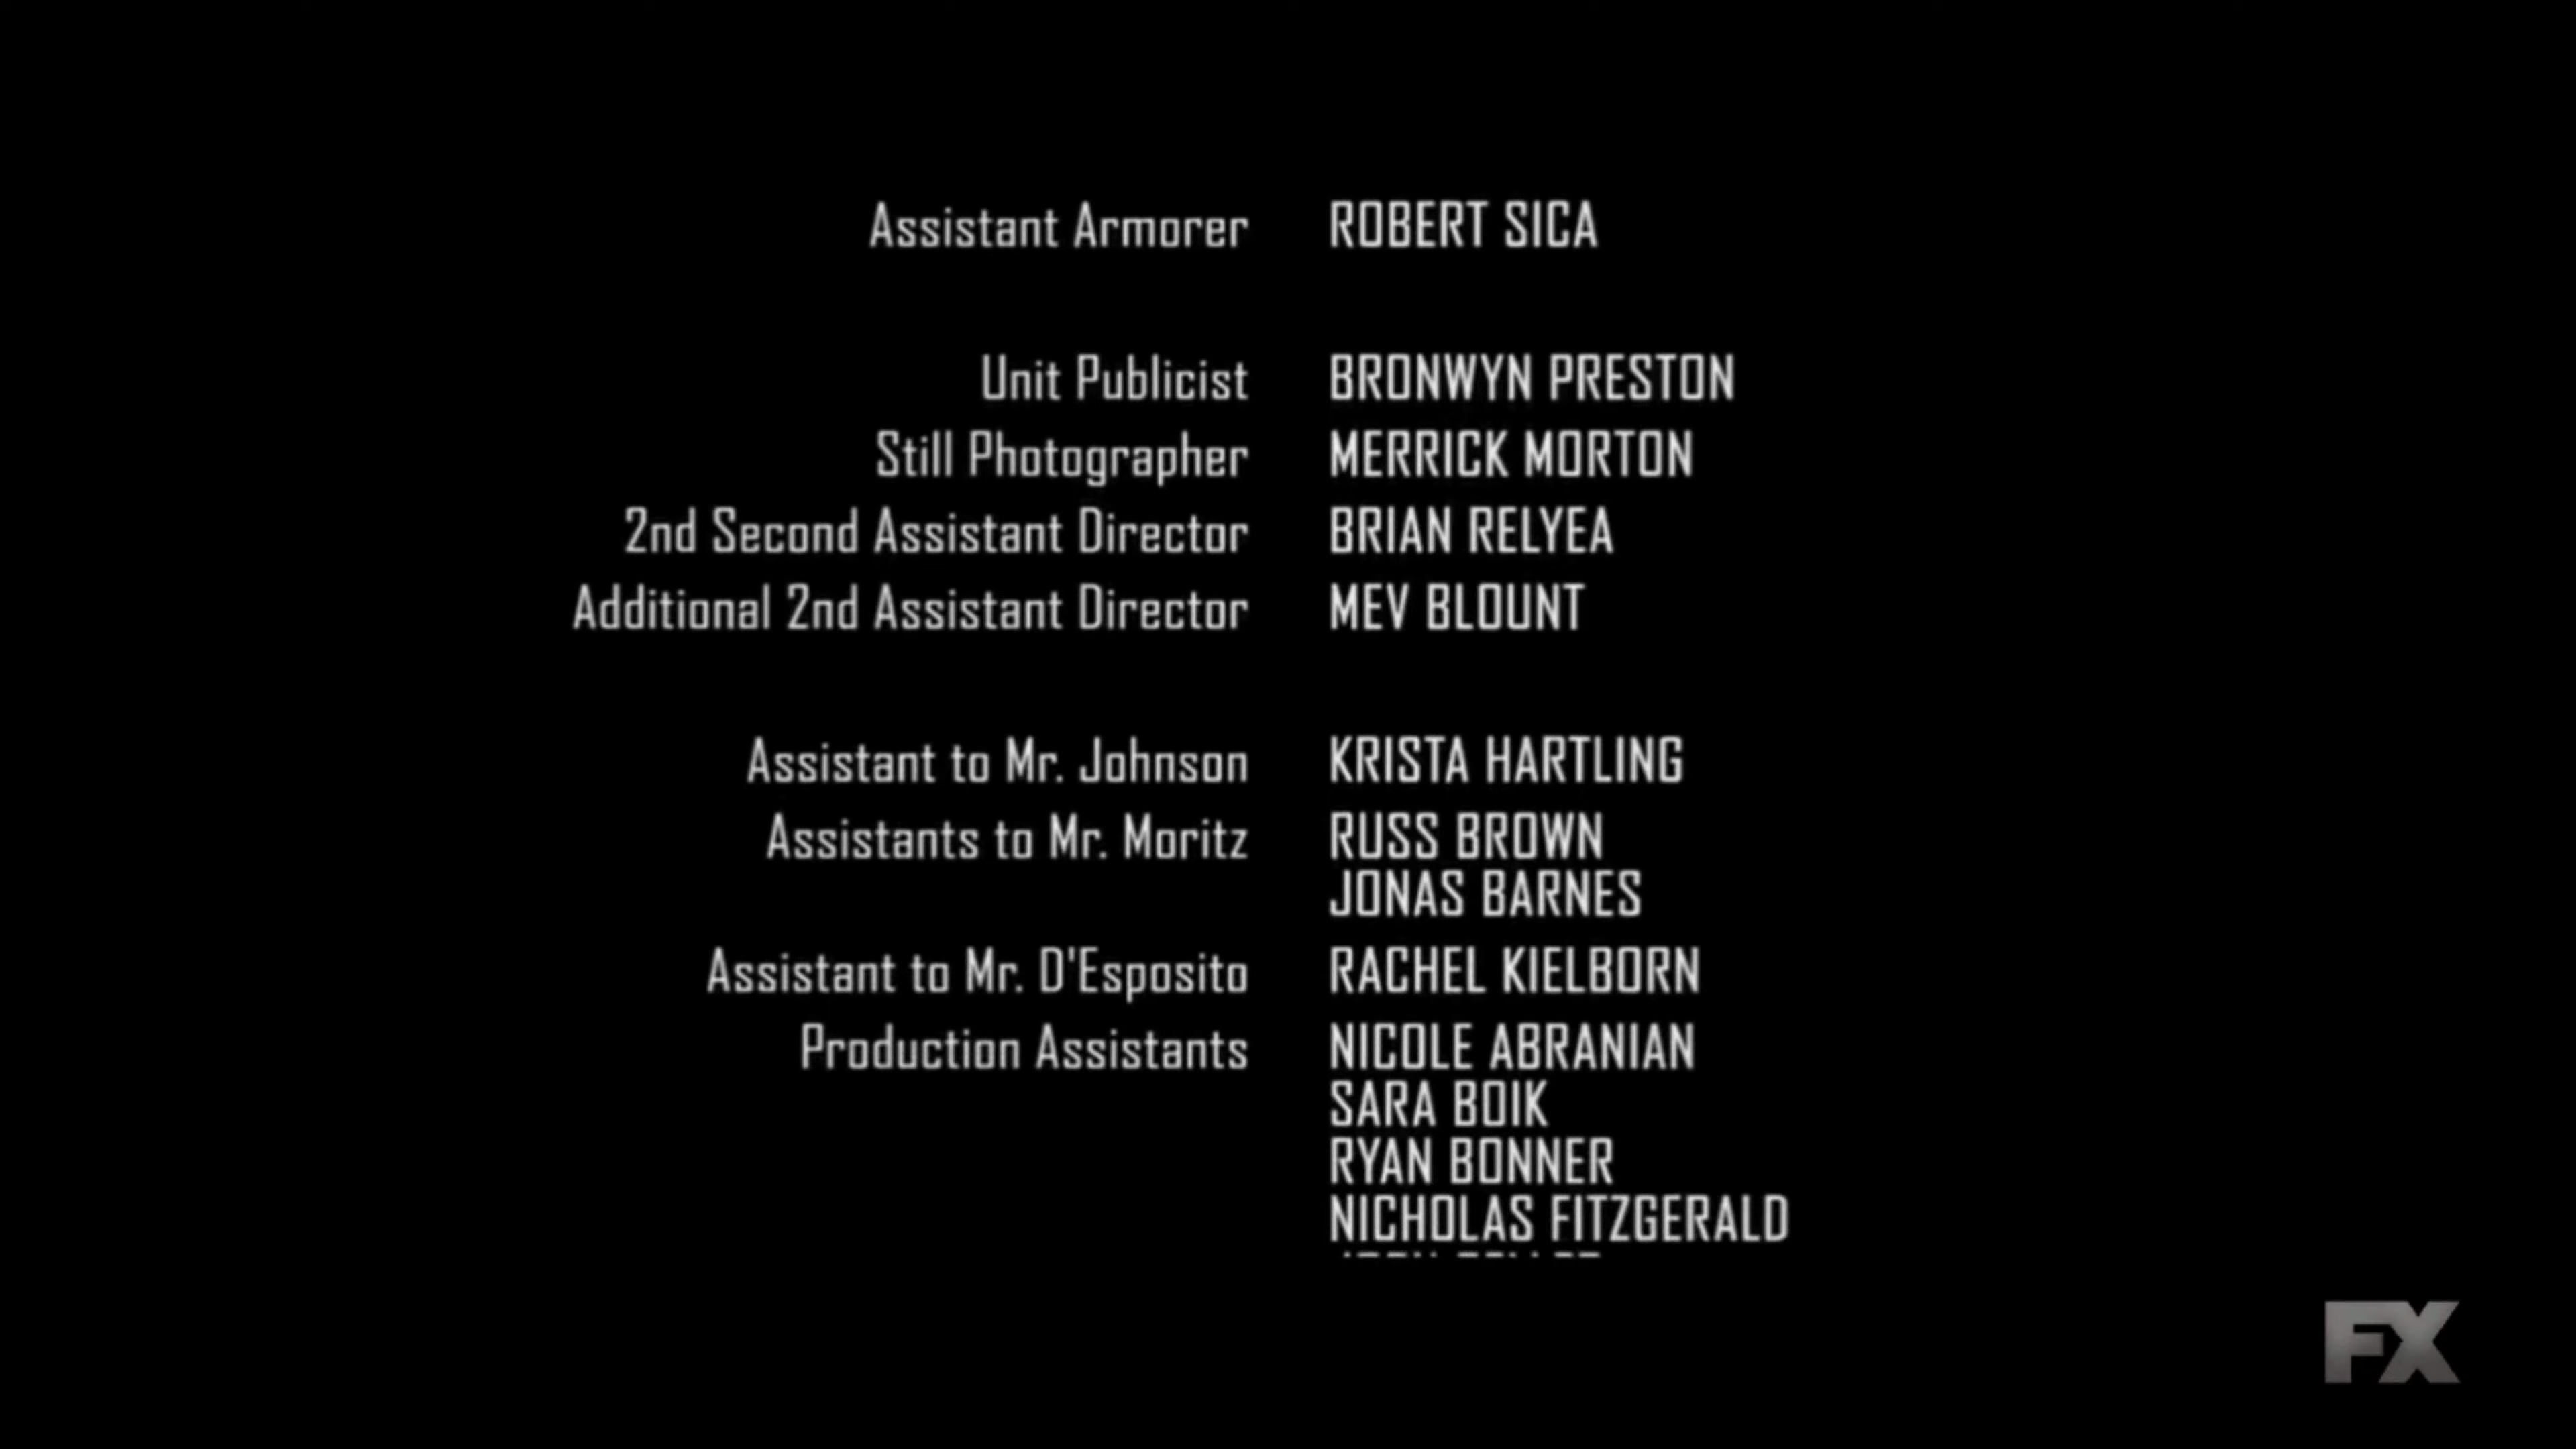 Assistant Armorer ROBERT SICA
Unit Publicist BRONWYN PRESTON
Still Photographer MERRICK MORTON
2nd Second Assistant Director BRIAN RELYEA
Additional 2nd Assistant Director MEV BLOUNT
Assistant to Mr. Johnson KRISTA HARTLING
Assistants to Mr. Moritz RUSS BROWN
JONAS BARNES
Assistant to Mr. D'Esposito RACHEL KIELBORN
Production Assistants NICOLE ABRANIAN
SARA BOIK
RYAN BONNER
NICHOLAS FITZGERALD
FX